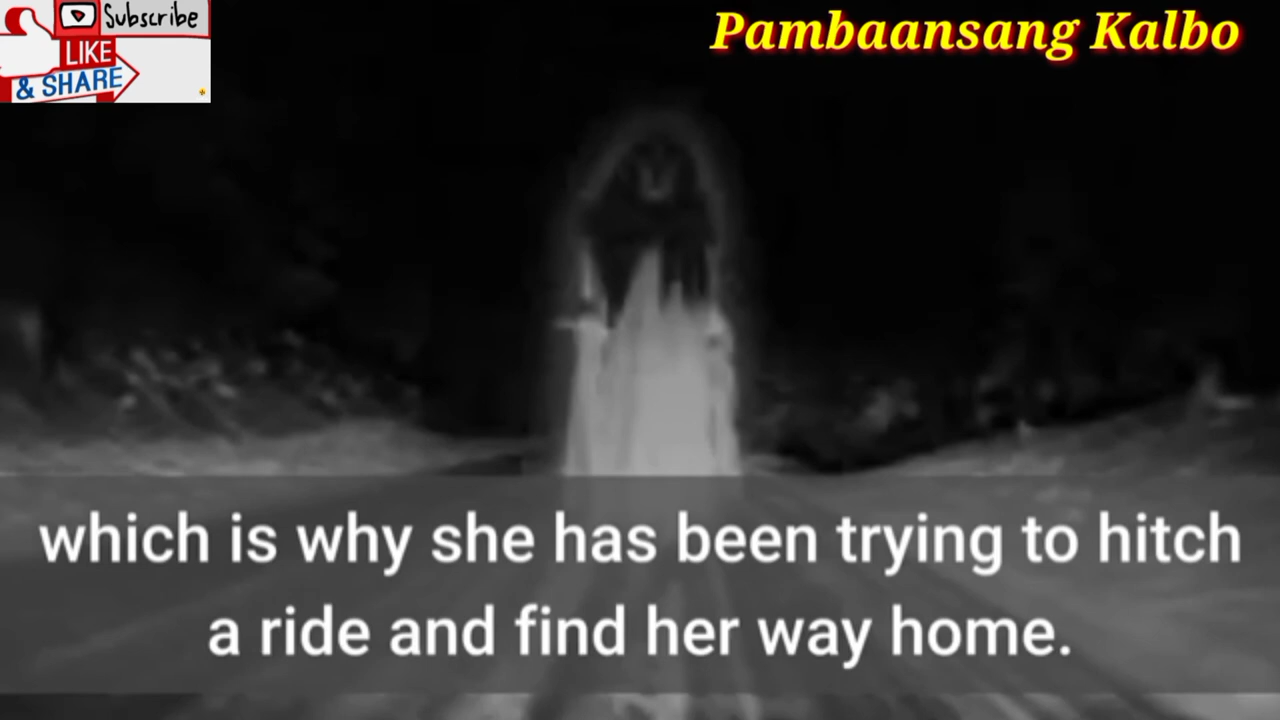 Subscribe
LIKE
& SHARE
Pambaansang Kalbo
which is why she has been trying to hitch
a ride and find her way home.